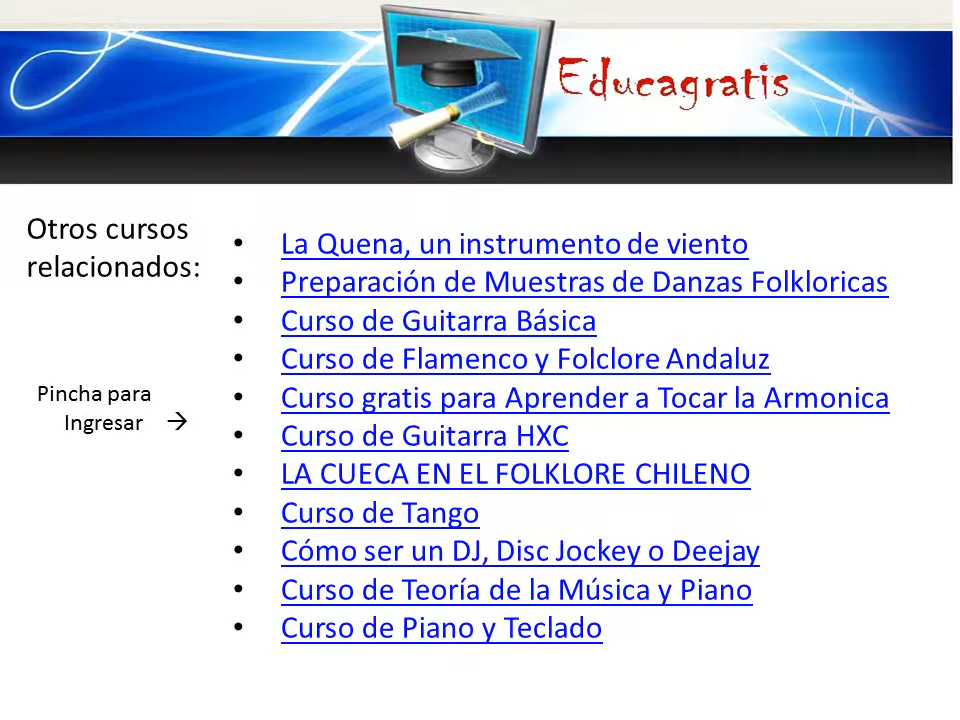 Educagratis
Otros cursos
relacionados:
Pincha para
Ingresar →
• La Quena, un instrumento de viento
• Preparación de Muestras de Danzas Folkloricas
• Curso de Guitarra Básica
• Curso de Flamenco y Folclore Andaluz
• Curso gratis para Aprender a Tocar la Armonica
• Curso de Guitarra HXC
• LA CUECA EN EL FOLKLORE CHILENO
• Curso de Tango
• Cómo ser un DJ, Disc Jockey o Deejay
• Curso de Teoría de la Música y Piano
• Curso de Piano y Teclado